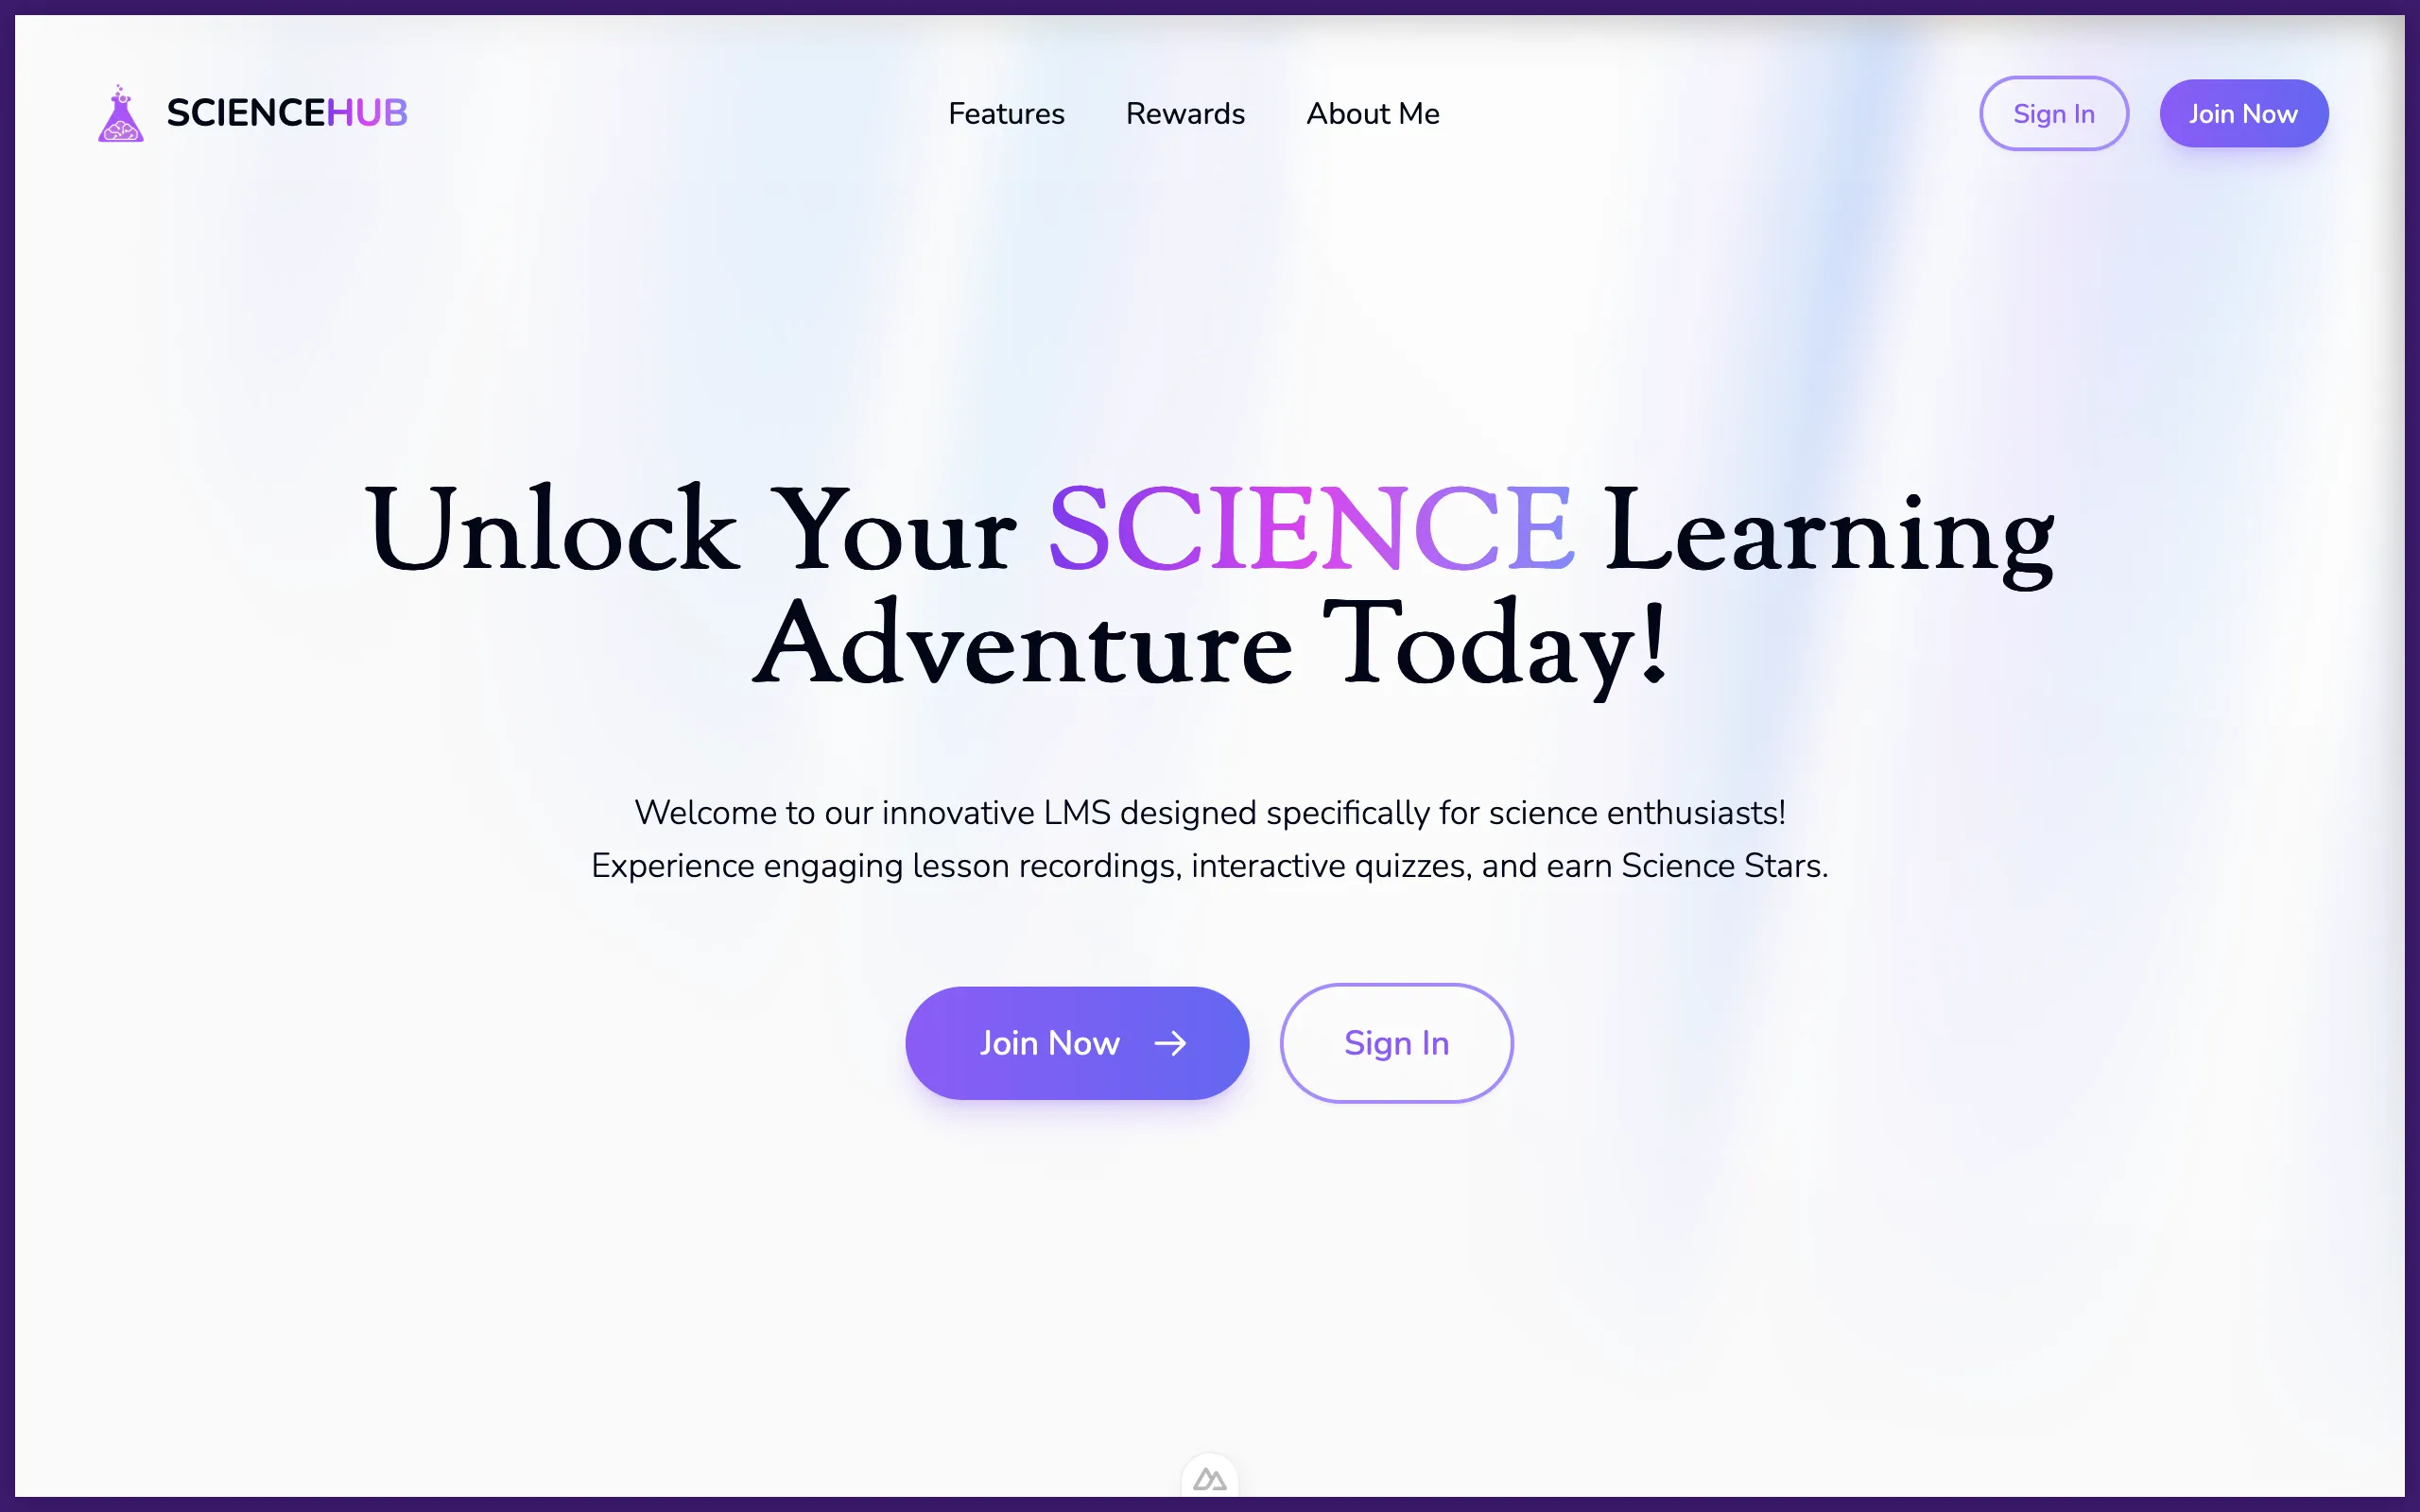 SCIENCEHUB
Features
Rewards
About Me
Sign In
Join Now
Unlock Your SCIENCE Learning
Adventure Today!
Welcome to our innovative LMS designed specifically for science enthusiasts!
Experience engaging lesson recordings, interactive quizzes, and earn Science Stars.
Join Now
Sign In